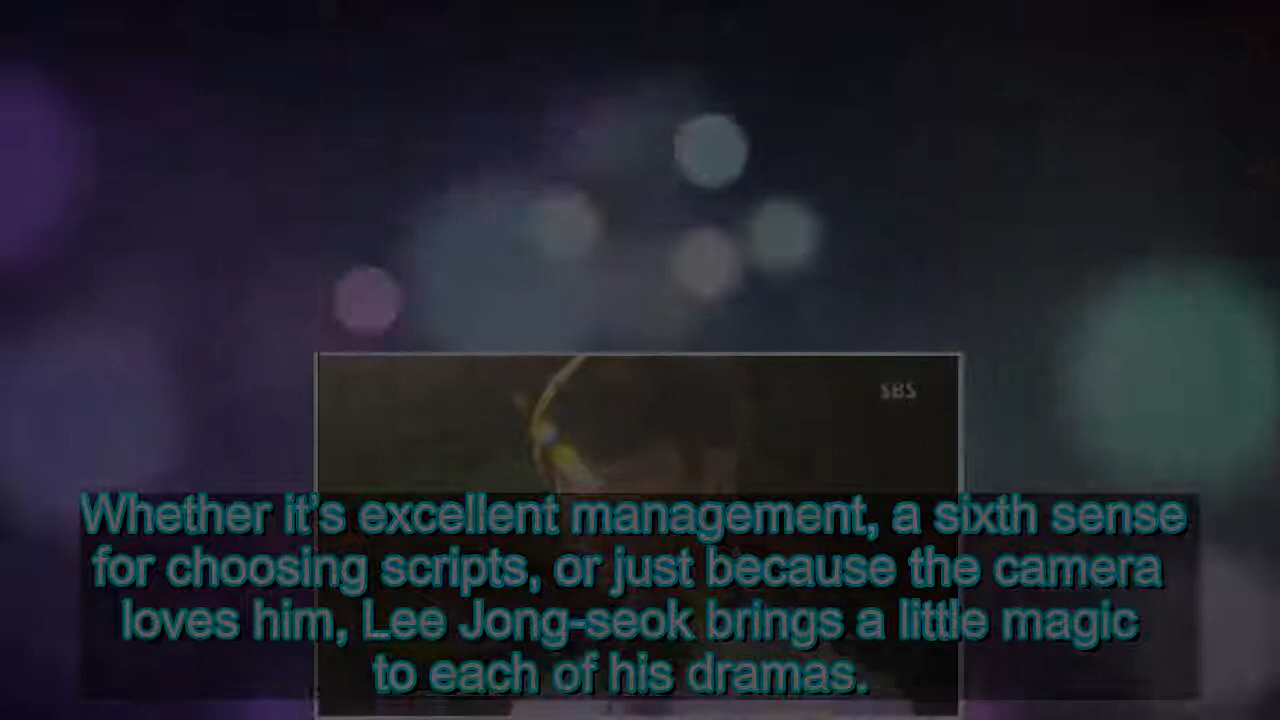 SBS
Whether it's excellent management, a sixth sense
for choosing scripts, or just because the camera
loves him, Lee Jong-seok brings a little magic
to each of his dramas.